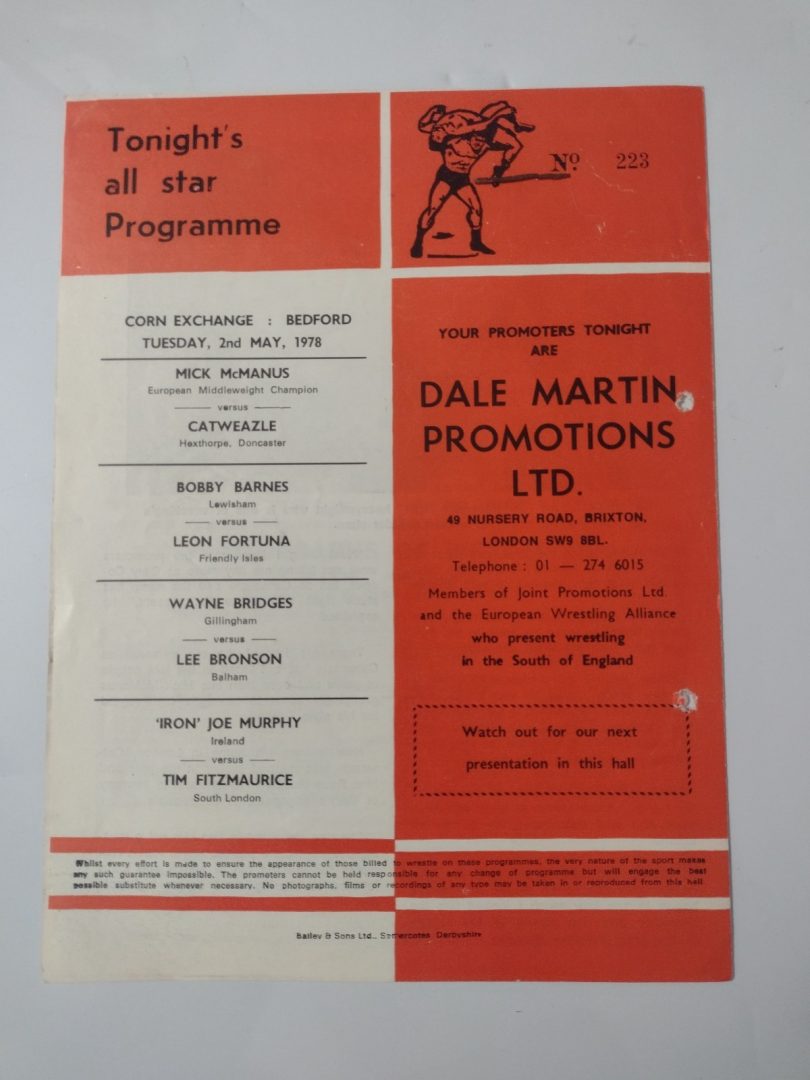 Tonight's
all star
Programme
No 223
CORN EXCHANGE : BEDFORD
TUESDAY, 2nd MAY, 1978
MICK McMANUS
European Middleweight Champion
versus
CATWEAZLE
Hexthorpe, Doncaster
BOBBY BARNES
Lewisham
versus
LEON FORTUNA
Friendly Isles
WAYNE BRIDGES
Gillingham
versus
LEE BRONSON
Balham
'IRON' JOE MURPHY
Ireland
versus
TIM FITZMAURICE
South London
YOUR PROMOTERS TONIGHT
ARE
DALE MARTIN
PROMOTIONS
LTD.
49 NURSERY ROAD, BRIXTON,
LONDON SW9 8BL.
Telephone : 01 — 274 6015
Members of Joint Promotions Ltd.
and the European Wrestling Alliance
who present wrestling
in the South of England
Watch out for our next
presentation in this hall
Whilst every effort is made to ensure the appearance of those billed to wrestle on these programmes, the very nature of the sport makes
any such guarantee impossible. The promoters cannot be held responsible for any change of programme but will engage the best
possible substitute whenever necessary. No photographs, films or recordings of any type may be taken in or reproduced from this hall.
Bailey & Sons Ltd., Somercotes Derbyshire